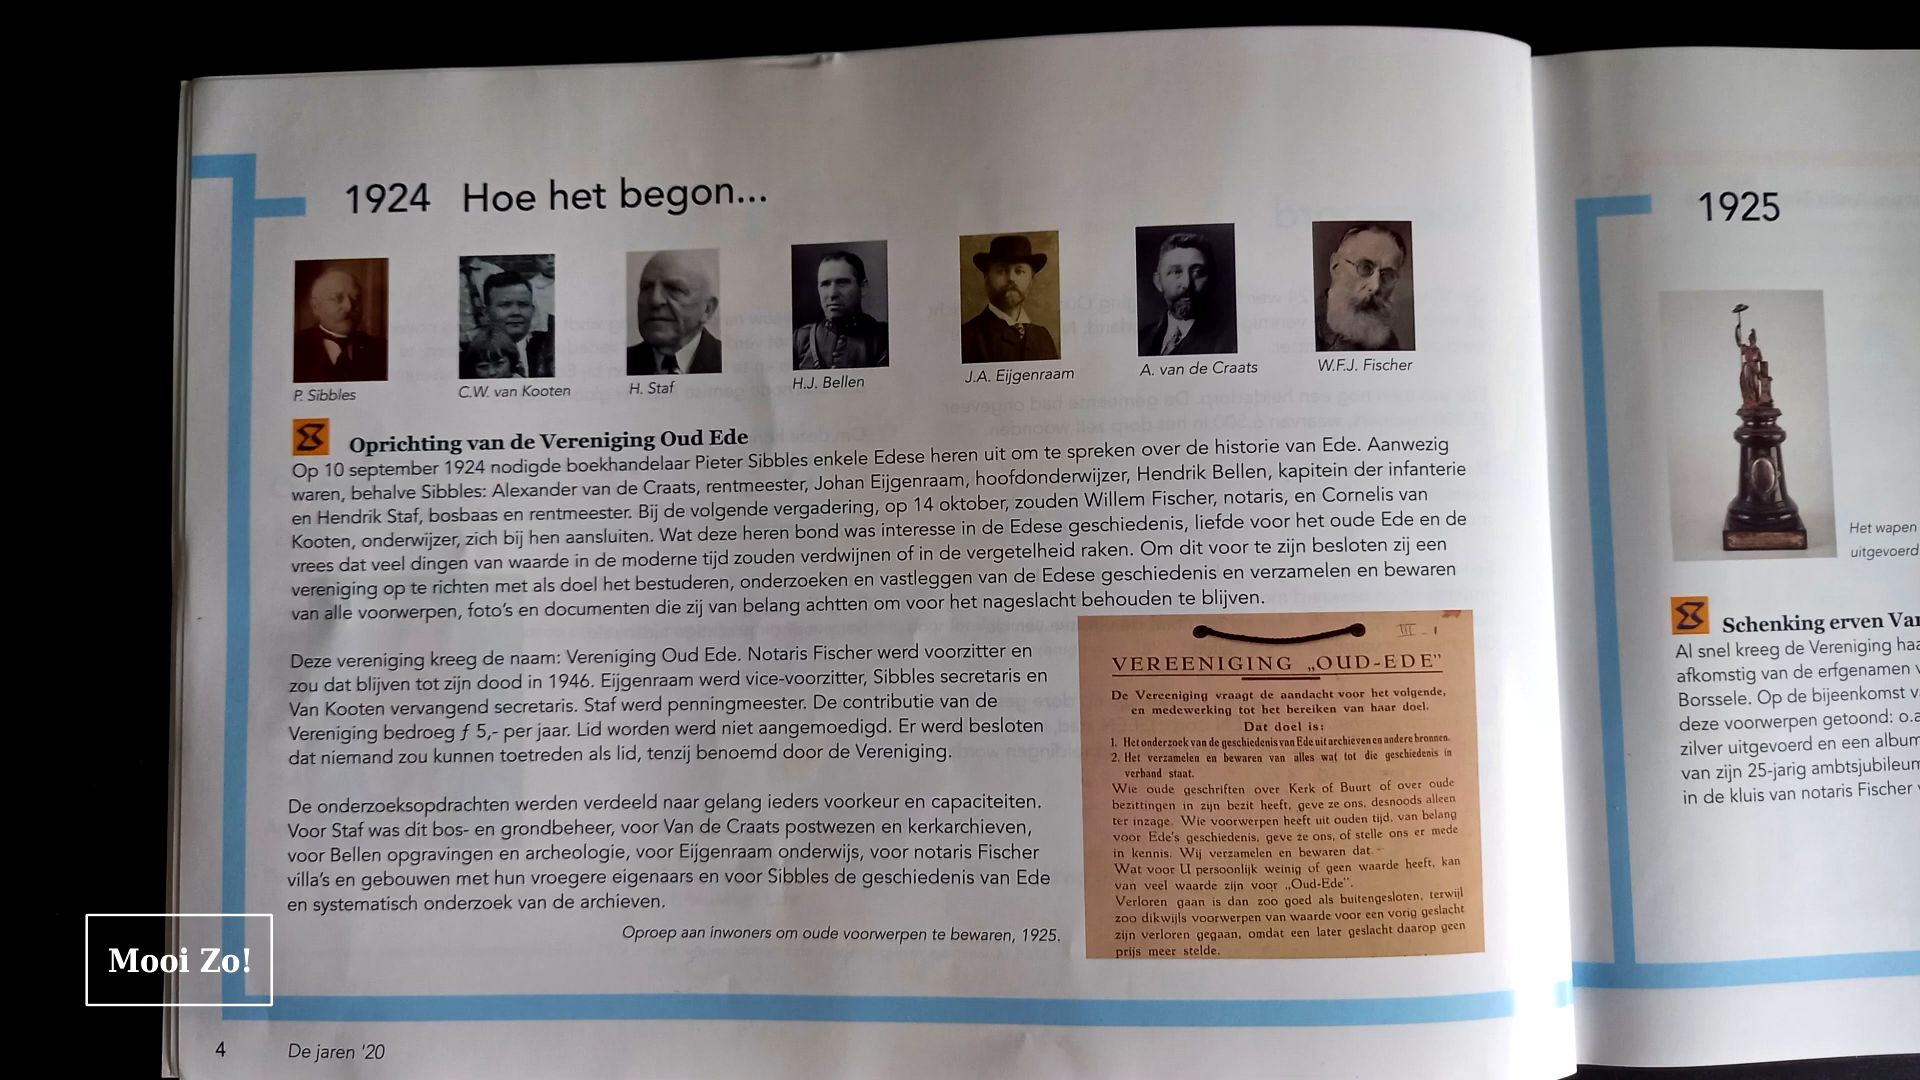 1924 Hoe het begon...
P. Sibbles
C.W. van Kooten
H. Staf
H.J. Bellen
J.A. Eijgenraam
A. van de Craats
W.F.J. Fischer
Oprichting van de Vereniging Oud Ede
Op 10 september 1924 nodigde boekhandelaar Pieter Sibbles enkele Edese heren uit om te spreken over de historie van Ede. Aanwezig
waren, behalve Sibbles: Alexander van de Craats, rentmeester, Johan Eijgenraam, hoofdonderwijzer, Hendrik Bellen, kapitein der infanterie
en Hendrik Staf, bosbaas en rentmeester. Bij de volgende vergadering, op 14 oktober, zouden Willem Fischer, notaris, en Cornelis van
Kooten, onderwijzer, zich bij hen aansluiten. Wat deze heren bond was interesse in de Edese geschiedenis, liefde voor het oude Ede en de
vrees dat veel dingen van waarde in de moderne tijd zouden verdwijnen of in de vergetelheid raken. Om dit voor te zijn besloten zij een
vereniging op te richten met als doel het bestuderen, onderzoeken en vastleggen van de Edese geschiedenis en verzamelen en bewaren
van alle voorwerpen, foto's en documenten die zij van belang achtten om voor het nageslacht behouden te blijven.
Deze vereniging kreeg de naam: Vereniging Oud Ede. Notaris Fischer werd voorzitter en
zou dat blijven tot zijn dood in 1946. Eijgenraam werd vice-voorzitter, Sibbles secretaris en
Van Kooten vervangend secretaris. Staf werd penningmeester. De contributie van de
Vereniging bedroeg ƒ 5,- per jaar. Lid worden werd niet aangemoedigd. Er werd besloten
dat niemand zou kunnen toetreden als lid, tenzij benoemd door de Vereniging.
De onderzoeksopdrachten werden verdeeld naar gelang ieders voorkeur en capaciteiten.
Voor Staf was dit bos- en grondbeheer, voor Van de Craats postwezen en kerkarchieven,
voor Bellen opgravingen en archeologie, voor Eijgenraam onderwijs, voor notaris Fischer
villa's en gebouwen met hun vroegere eigenaars en voor Sibbles de geschiedenis van Ede
en systematisch onderzoek van de archieven.
Oproep aan inwoners om oude voorwerpen te bewaren, 1925.
III - 1
VEREENIGING „OUD-EDE"
De Vereeniging vraagt de aandacht voor het volgende,
en medewerking tot het bereiken van haar doel.
Dat doel is:
1. Het onderzoek van de geschiedenis van Ede uit archieven en andere bronnen.
2. Het verzamelen en bewaren van alles wat tot die geschiedenis in
verband staat.
Wie oude geschriften over Kerk of Buurt of over oude
bezittingen in zijn bezit heeft, geve ze ons, desnoods alleen
ter inzage. Wie voorwerpen heeft uit ouden tijd, van belang
voor Ede's geschiedenis, geve ze ons, of stelle ons er mede
in kennis. Wij verzamelen en bewaren dat.
Wat voor U persoonlijk weinig of geen waarde heeft, kan
van veel waarde zijn voor „Oud-Ede".
Verloren gaan is dan zoo goed als buitengesloten, terwijl
zoo dikwijls voorwerpen van waarde voor een vorig geslacht
zijn verloren gegaan, omdat een later geslacht daarop geen
prijs meer stelde.
4 De jaren '20
Mooi Zo!
1925
Het wapen
uitgevoerd
Schenking erven Va
Al snel kreeg de Vereniging haa
afkomstig van de erfgenamen v
Borssele. Op de bijeenkomst v
deze voorwerpen getoond: o.a
zilver uitgevoerd en een album
van zijn 25-jarig ambtsjubileum
in de kluis van notaris Fischer